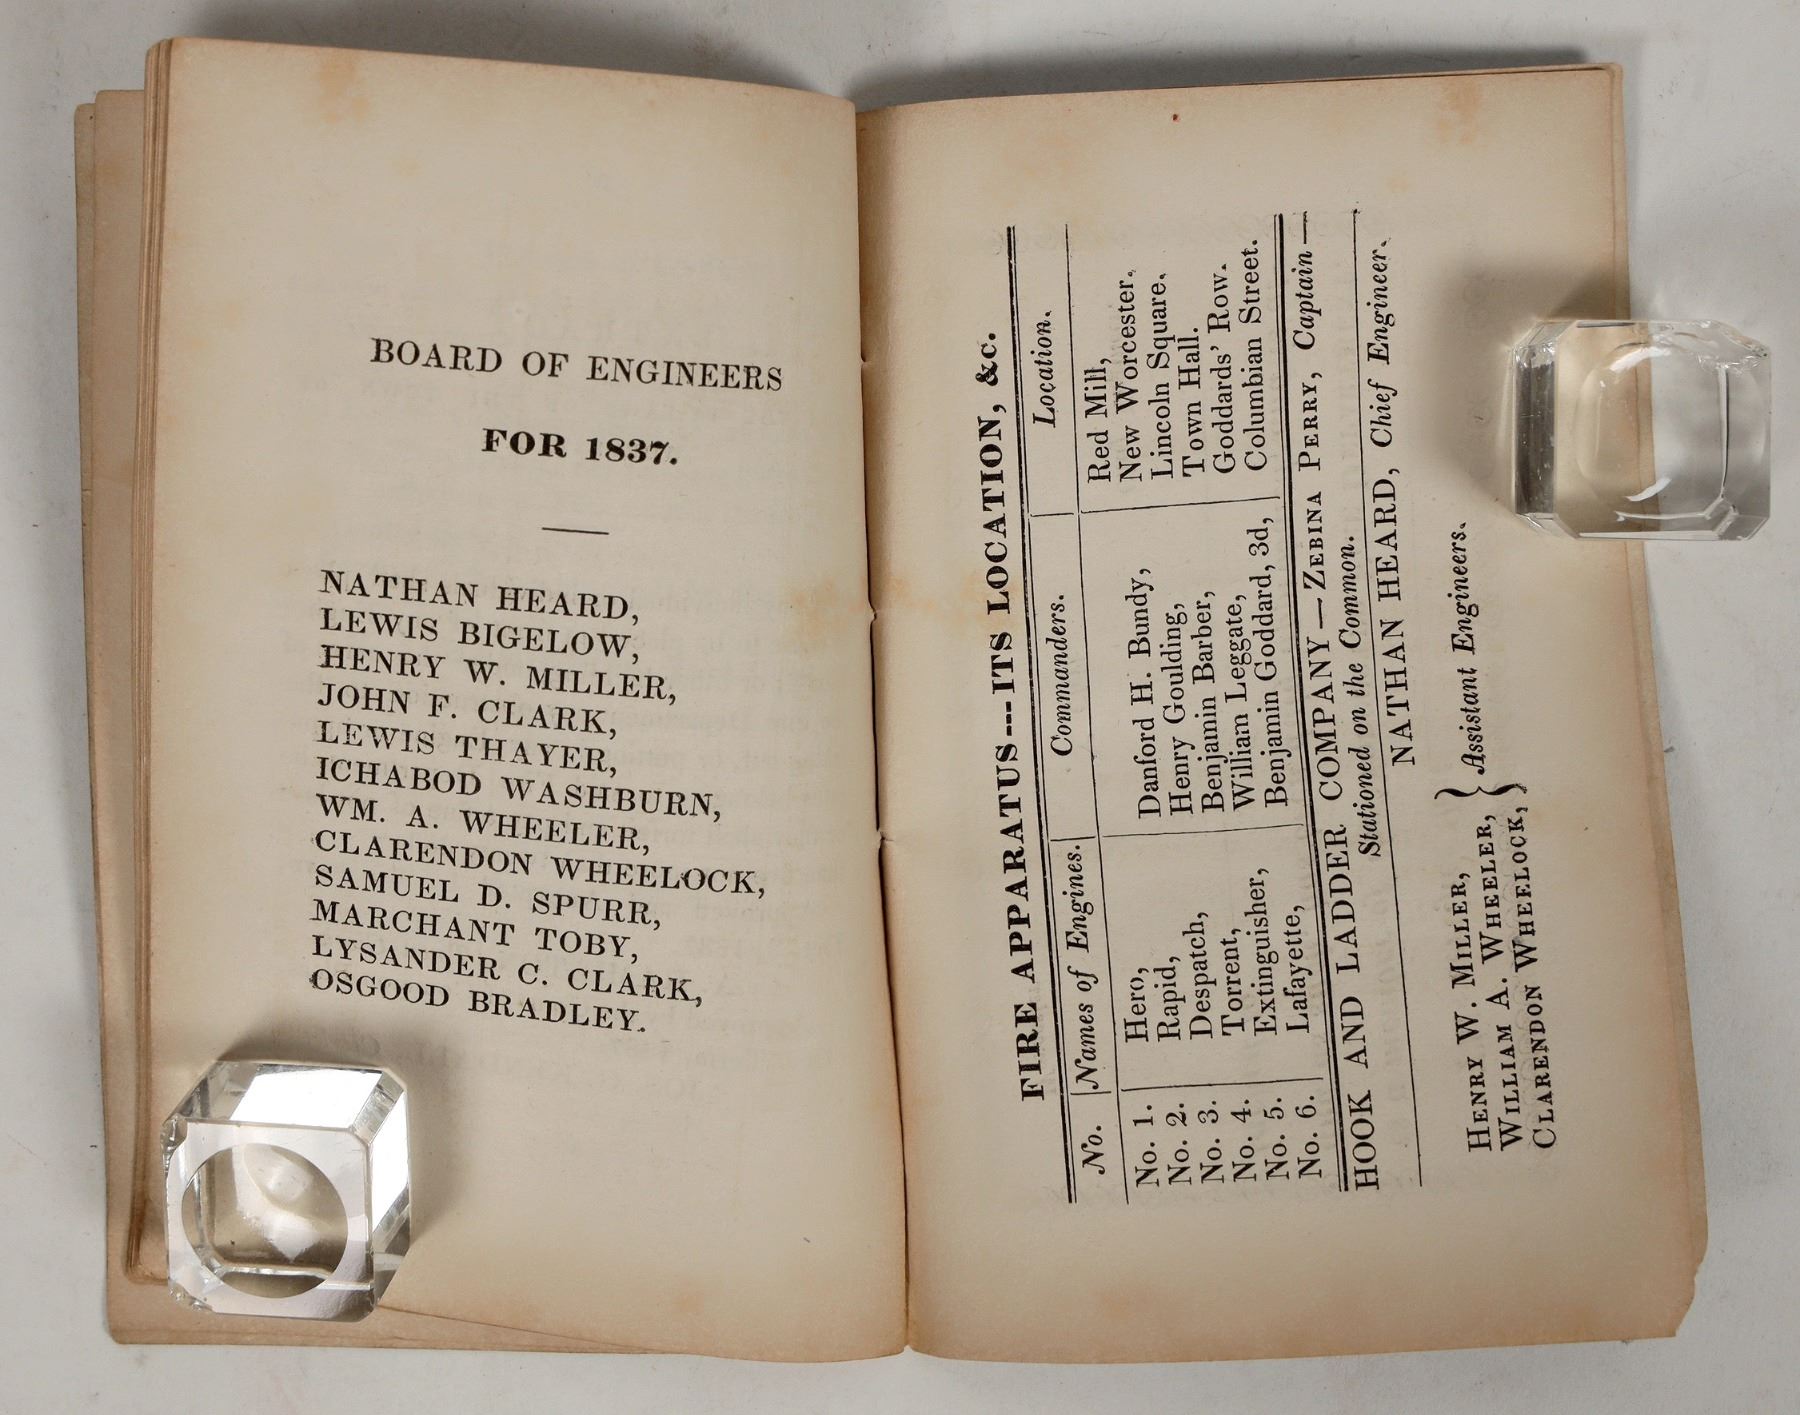 BOARD OF ENGINEERS
FOR 1837.
NATHAN HEARD,
LEWIS BIGELOW,
HENRY W. MILLER,
JOHN F. CLARK,
LEWIS THAYER,
ICHABOD WASHBURN,
WM. A. WHEELER,
CLARENDON WHEELOCK,
SAMUEL D. SPURR,
MARCHANT TOBY,
LYSANDER C. CLARK,
OSGOOD BRADLEY.
FIRE APPARATUS---ITS LOCATION, &c.
No. Names of Engines. Commanders. Location.
No. 1. Hero, Red Mill,
No. 2. Rapid, Danford H. Bundy, New Worcester.
No. 3. Despatch, Henry Goulding, Lincoln Square.
No. 4. Torrent, Benjamin Barber, Town Hall.
No. 5. Extinguisher, William Leggate, Goddards' Row.
No. 6. Lafayette, Benjamin Goddard, 3d, Columbian Street.
HOOK AND LADDER COMPANY—ZEBINA PERRY, Captain—
Stationed on the Common.
NATHAN HEARD, Chief Engineer.
HENRY W. MILLER,
WILLIAM A. WHEELER, } Assistant Engineers.
CLARENDON WHEELOCK,